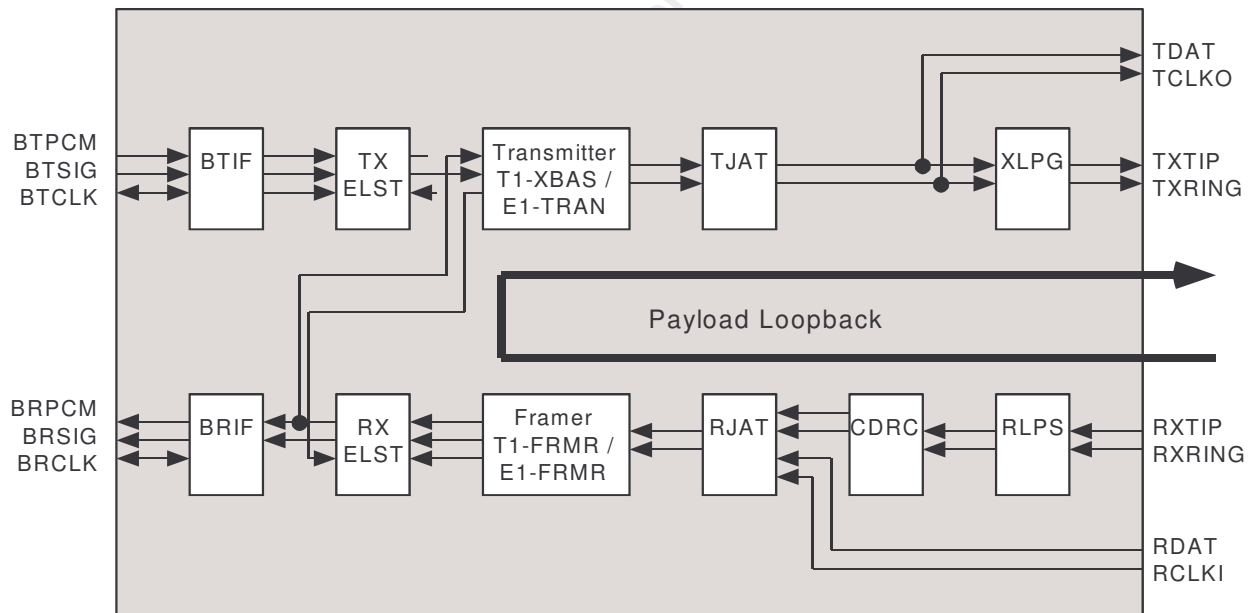 TDAT
TCLKO
BTPCM
BTSIG
BTCLK
BTIF
TX
ELST
Transmitter
T1-XBAS /
E1-TRAN
TJAT
XLPG
TXTIP
TXRING
Payload Loopback
BRPCM
BRSIG
BRCLK
BRIF
RX
ELST
Framer
T1-FRMR /
E1-FRMR
RJAT
CDRC
RLPS
RXTIP
RXRING
RDAT
RCLKI